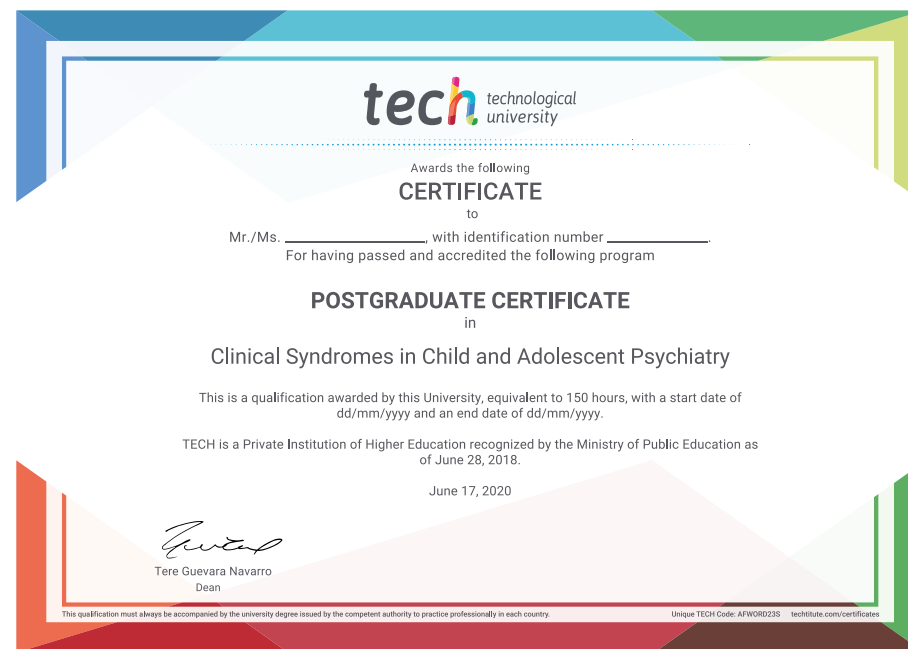 tech technological
university
Awards the following
CERTIFICATE
to
Mr./Ms. ____________________, with identification number ______________.
For having passed and accredited the following program
POSTGRADUATE CERTIFICATE
in
Clinical Syndromes in Child and Adolescent Psychiatry
This is a qualification awarded by this University, equivalent to 150 hours, with a start date of
dd/mm/yyyy and an end date of dd/mm/yyyy.
TECH is a Private Institution of Higher Education recognized by the Ministry of Public Education as
of June 28, 2018.
June 17, 2020
Tere Guevara Navarro
Dean
This qualification must always be accompanied by the university degree issued by the competent authority to practice professionally in each country. Unique TECH Code: AFWORD23S techtitute.com/certificates